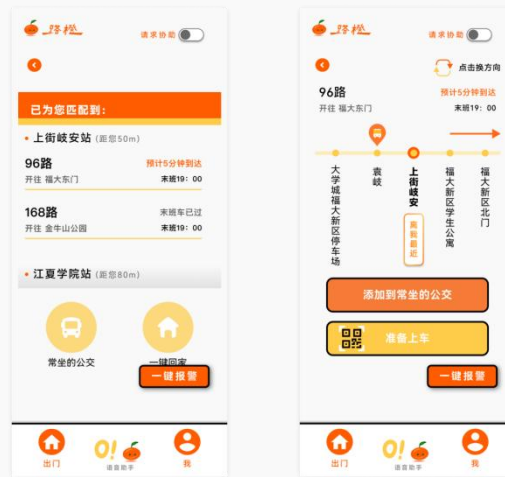 路橙
请求协助
已为您匹配到：
上街岐安站（距您50m）
96路
预计5分钟到达
开往 福大东门
末班19：00
168路
末班车已过
开往 金牛山公园
末班19：00
江夏学院站（距您80m）
常坐的公交
一键回家
一键报警
出门
O!
语音助手
我
路橙
请求协助
点击换方向
96路
预计5分钟到达
开往 福大东门
末班19：00
大学城福大新区停车场
袁岐
上街岐安
离我最近
福大新区学生公寓
福大新区北门
添加到常坐的公交
准备上车
一键报警
出门
O!
语音助手
我